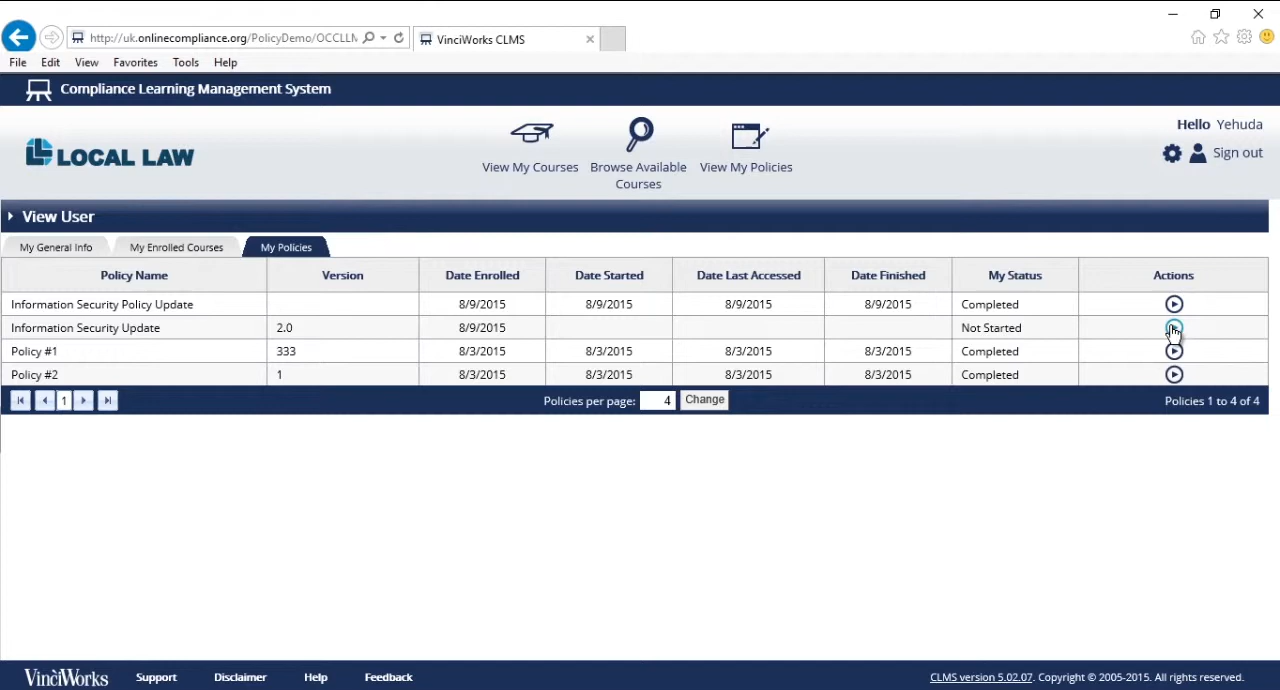 http://uk.onlinecompliance.org/PolicyDemo/OCCLLN
VinciWorks CLMS
File Edit View Favorites Tools Help
Compliance Learning Management System
LOCAL LAW
View My Courses
Browse Available Courses
View My Policies
Hello Yehuda
Sign out
View User
My General Info My Enrolled Courses My Policies
Policy Name Version Date Enrolled Date Started Date Last Accessed Date Finished My Status Actions
Information Security Policy Update 8/9/2015 8/9/2015 8/9/2015 8/9/2015 Completed
Information Security Update 2.0 8/9/2015 Not Started
Policy #1 333 8/3/2015 8/3/2015 8/3/2015 8/3/2015 Completed
Policy #2 1 8/3/2015 8/3/2015 8/3/2015 8/3/2015 Completed
1 Policies per page: 4 Change Policies 1 to 4 of 4
VinciWorks Support Disclaimer Help Feedback CLMS version 5.02.07. Copyright © 2005-2015. All rights reserved.